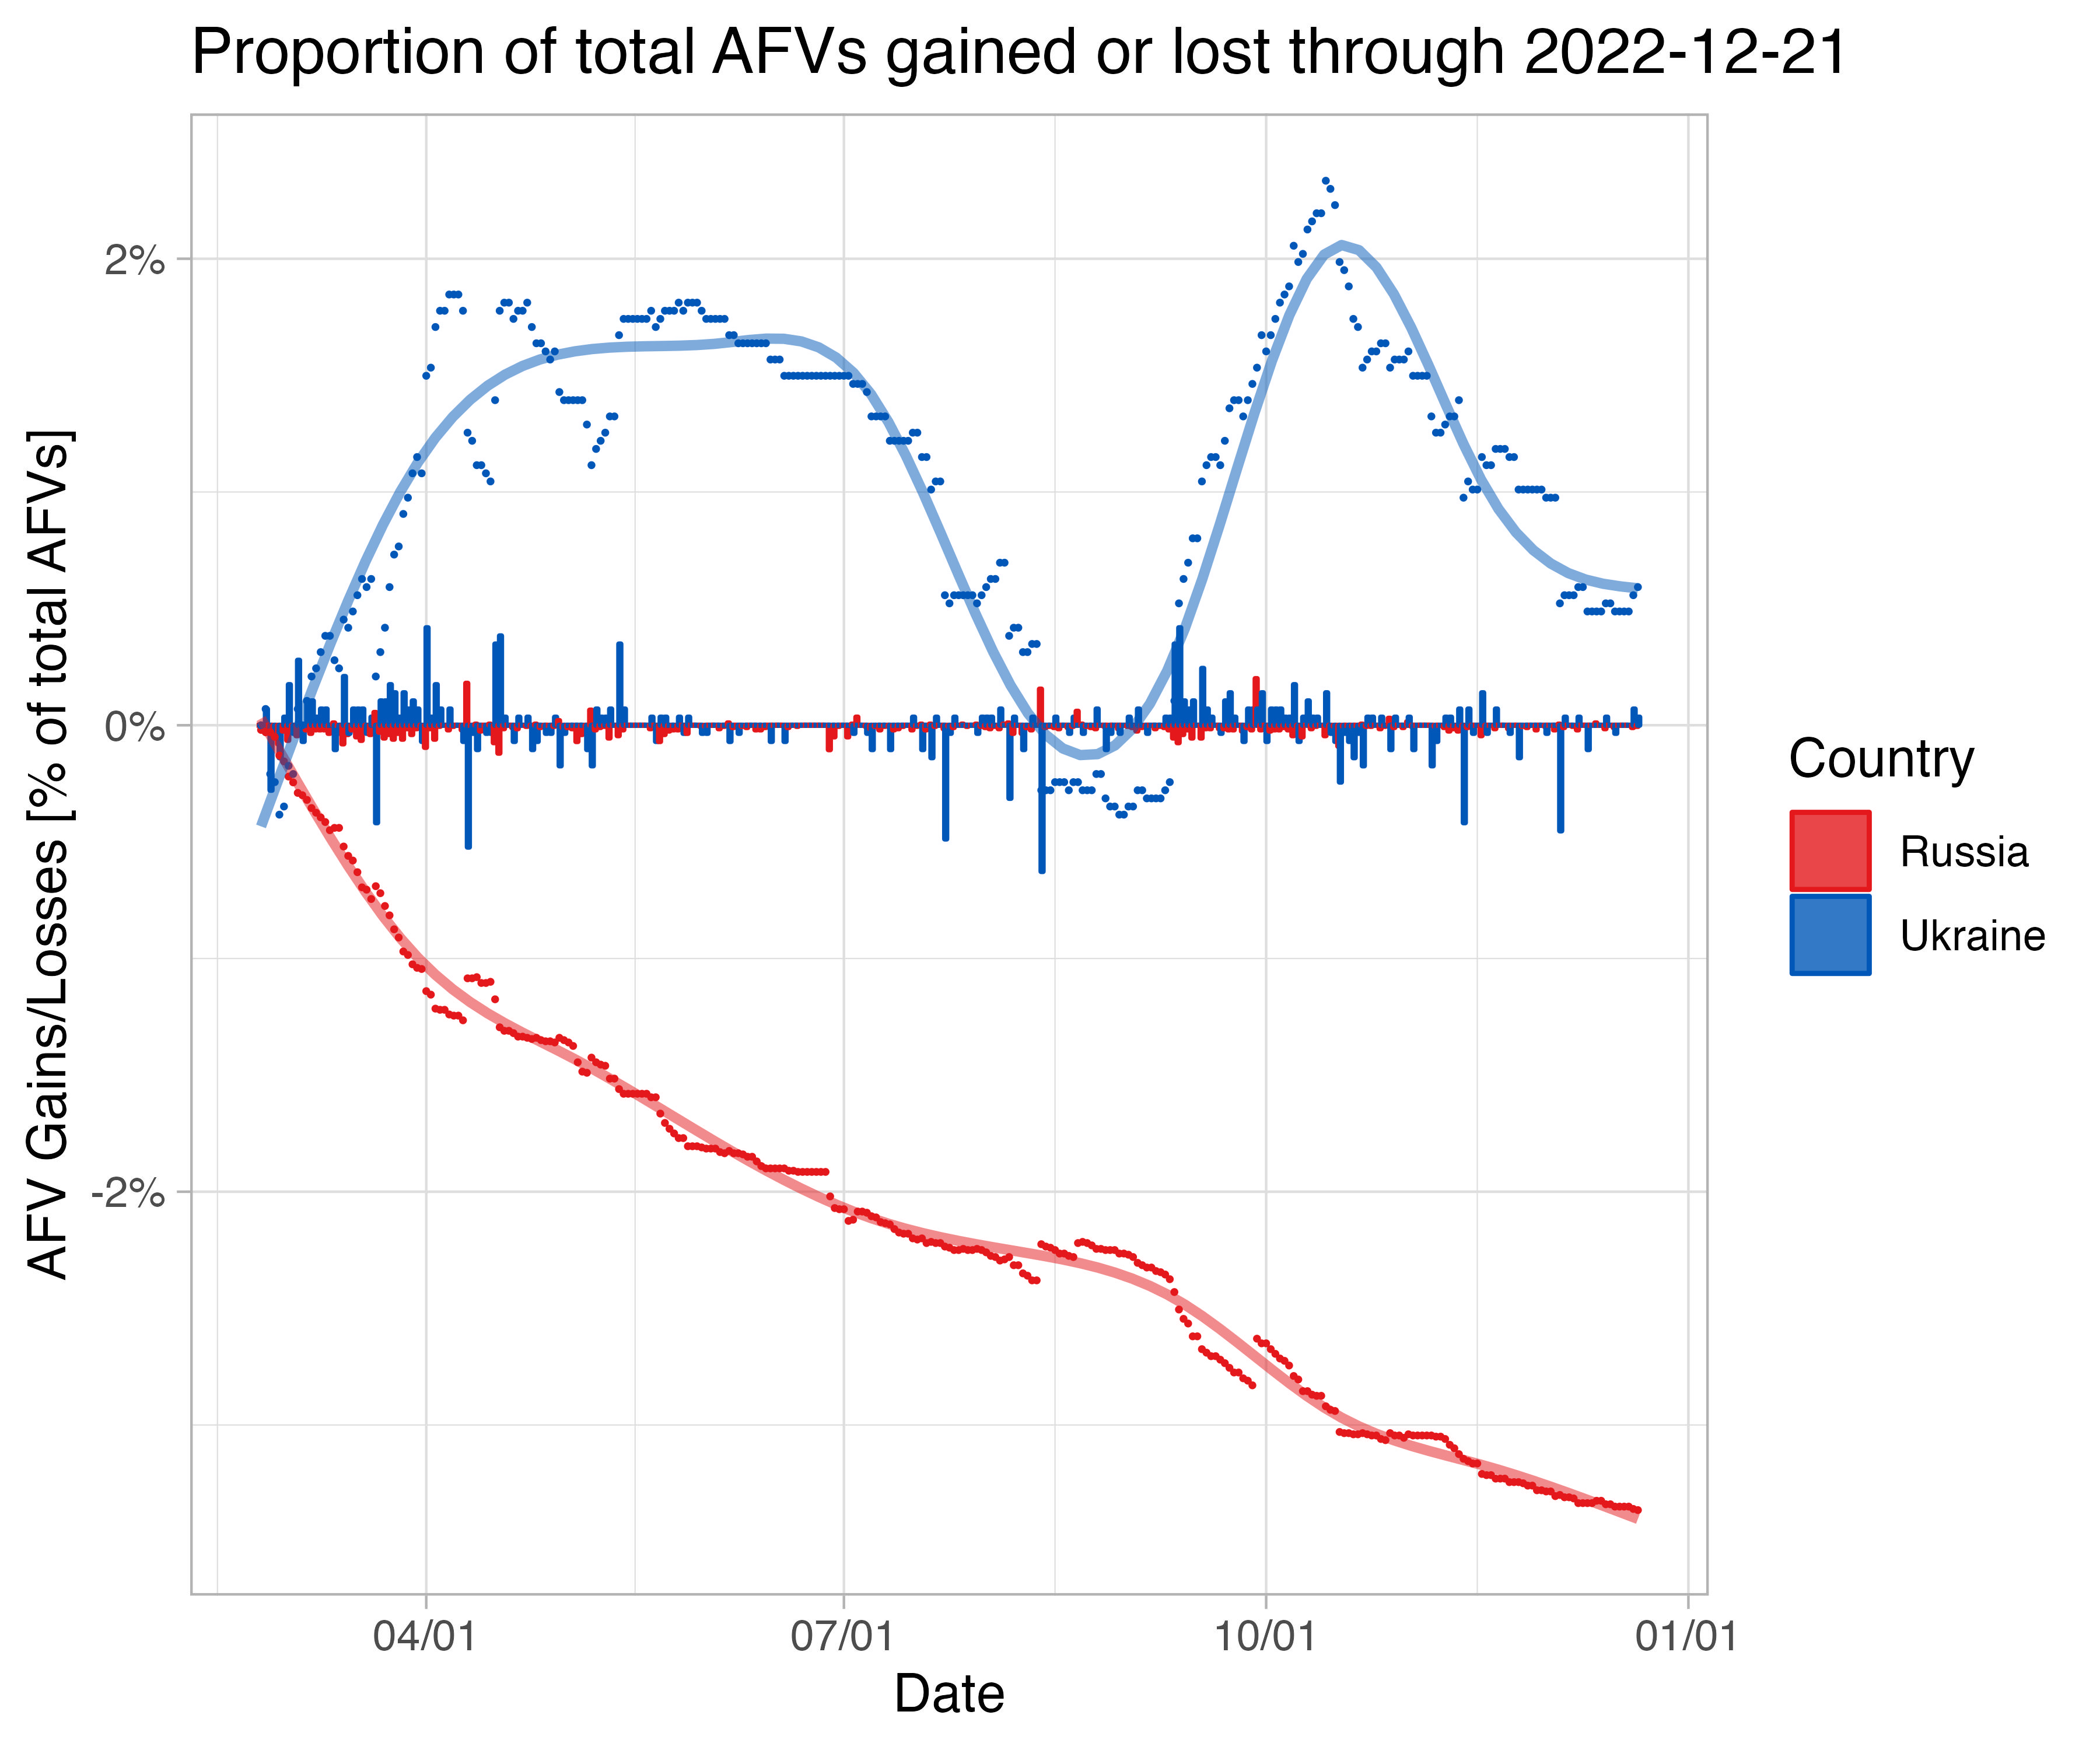 Proportion of total AFVs gained or lost through 2022-12-21
AFV Gains/Losses [% of total AFVs]
2%
0%
-2%
04/01
07/01
10/01
01/01
Date
Country
Russia
Ukraine